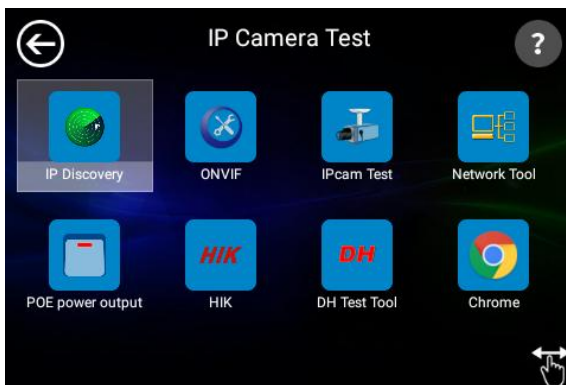 IP Camera Test
?
IP Discovery
ONVIF
IPcam Test
Network Tool
HIK
DH
POE power output
HIK
DH Test Tool
Chrome